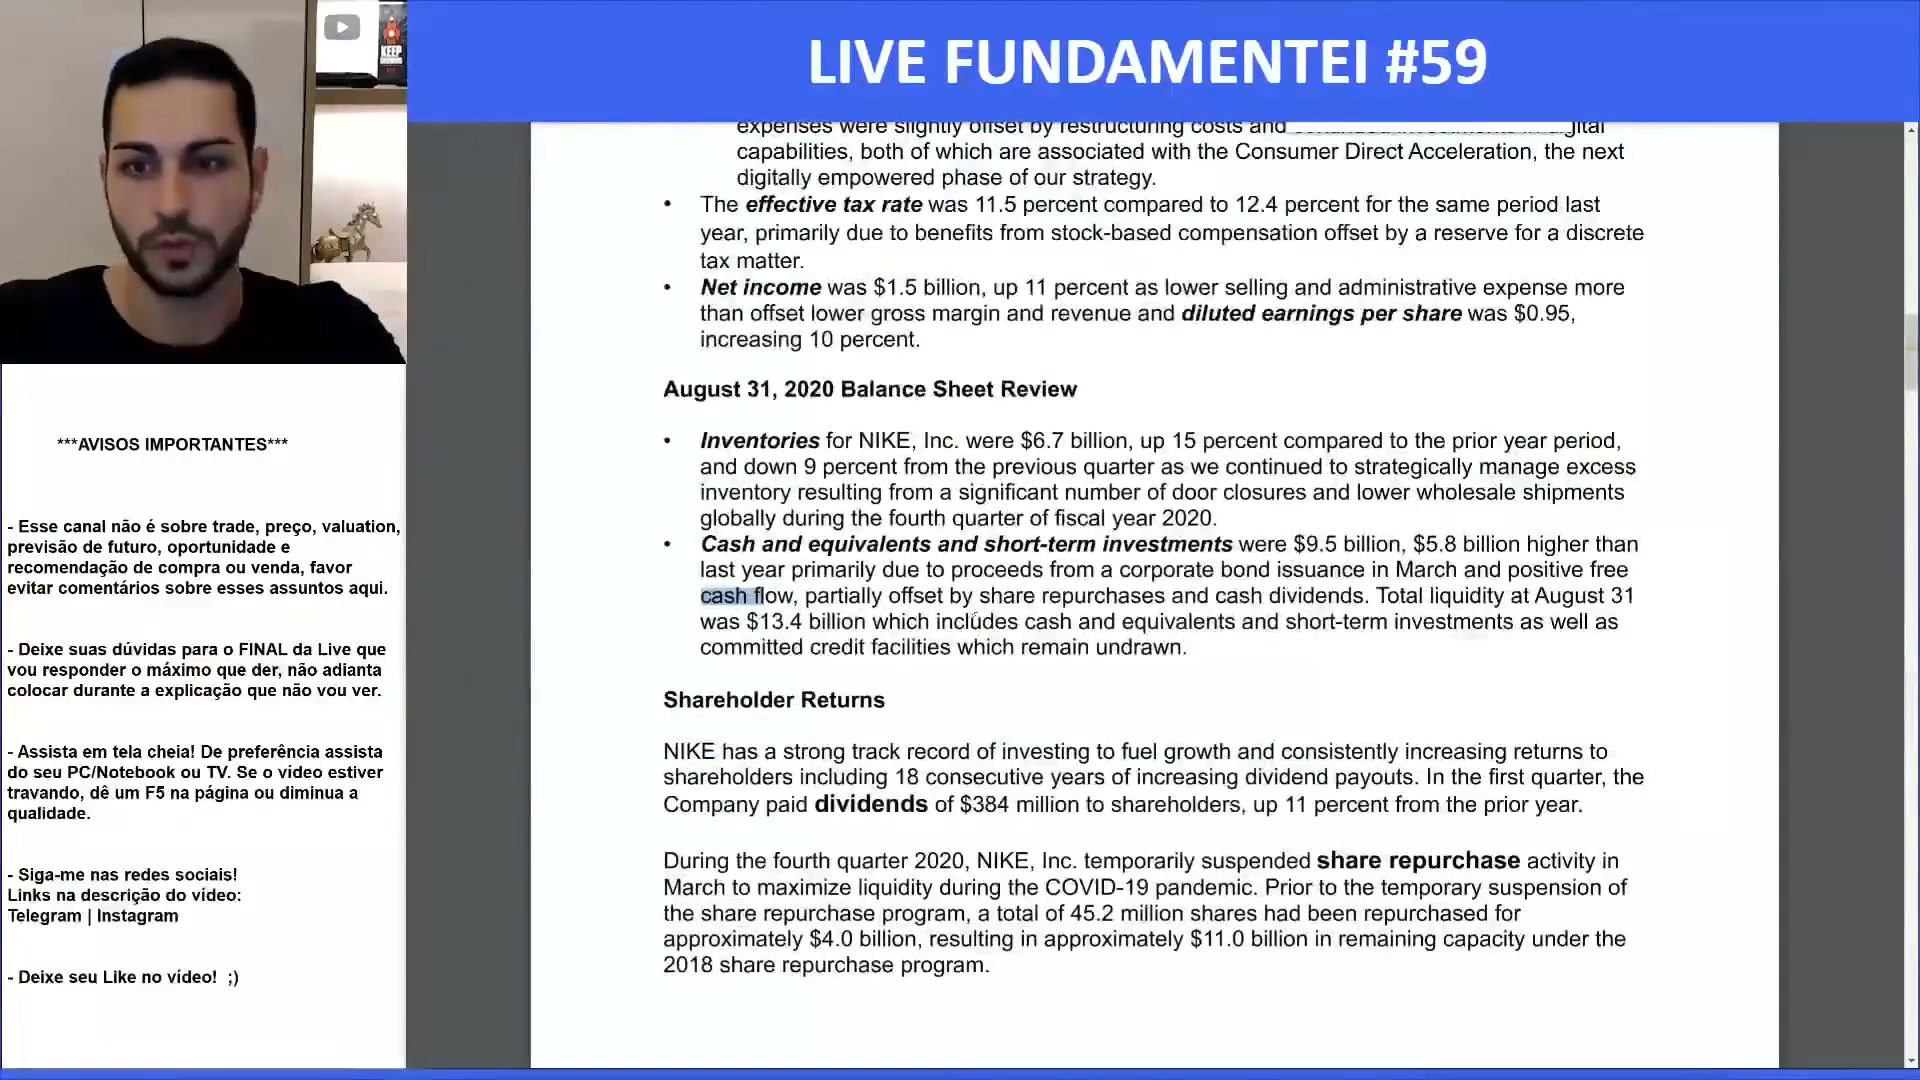 LIVE FUNDAMENTEI #59
KEEP
expenses were slightly offset by restructuring costs and
capabilities, both of which are associated with the Consumer Direct Acceleration, the next
digitally empowered phase of our strategy.
• The effective tax rate was 11.5 percent compared to 12.4 percent for the same period last
year, primarily due to benefits from stock-based compensation offset by a reserve for a discrete
tax matter.
• Net income was $1.5 billion, up 11 percent as lower selling and administrative expense more
than offset lower gross margin and revenue and diluted earnings per share was $0.95,
increasing 10 percent.
August 31, 2020 Balance Sheet Review
• Inventories for NIKE, Inc. were $6.7 billion, up 15 percent compared to the prior year period,
and down 9 percent from the previous quarter as we continued to strategically manage excess
inventory resulting from a significant number of door closures and lower wholesale shipments
globally during the fourth quarter of fiscal year 2020.
• Cash and equivalents and short-term investments were $9.5 billion, $5.8 billion higher than
last year primarily due to proceeds from a corporate bond issuance in March and positive free
cash flow, partially offset by share repurchases and cash dividends. Total liquidity at August 31
was $13.4 billion which includes cash and equivalents and short-term investments as well as
committed credit facilities which remain undrawn.
Shareholder Returns
NIKE has a strong track record of investing to fuel growth and consistently increasing returns to
shareholders including 18 consecutive years of increasing dividend payouts. In the first quarter, the
Company paid dividends of $384 million to shareholders, up 11 percent from the prior year.
During the fourth quarter 2020, NIKE, Inc. temporarily suspended share repurchase activity in
March to maximize liquidity during the COVID-19 pandemic. Prior to the temporary suspension of
the share repurchase program, a total of 45.2 million shares had been repurchased for
approximately $4.0 billion, resulting in approximately $11.0 billion in remaining capacity under the
2018 share repurchase program.
***AVISOS IMPORTANTES***
- Esse canal não é sobre trade, preço, valuation,
previsão de futuro, oportunidade e
recomendação de compra ou venda, favor
evitar comentários sobre esses assuntos aqui.
- Deixe suas dúvidas para o FINAL da Live que
vou responder o máximo que der, não adianta
colocar durante a explicação que não vou ver.
- Assista em tela cheia! De preferência assista
do seu PC/Notebook ou TV. Se o vídeo estiver
travando, dê um F5 na página ou diminua a
qualidade.
- Siga-me nas redes sociais!
Links na descrição do vídeo:
Telegram | Instagram
- Deixe seu Like no vídeo! ;)